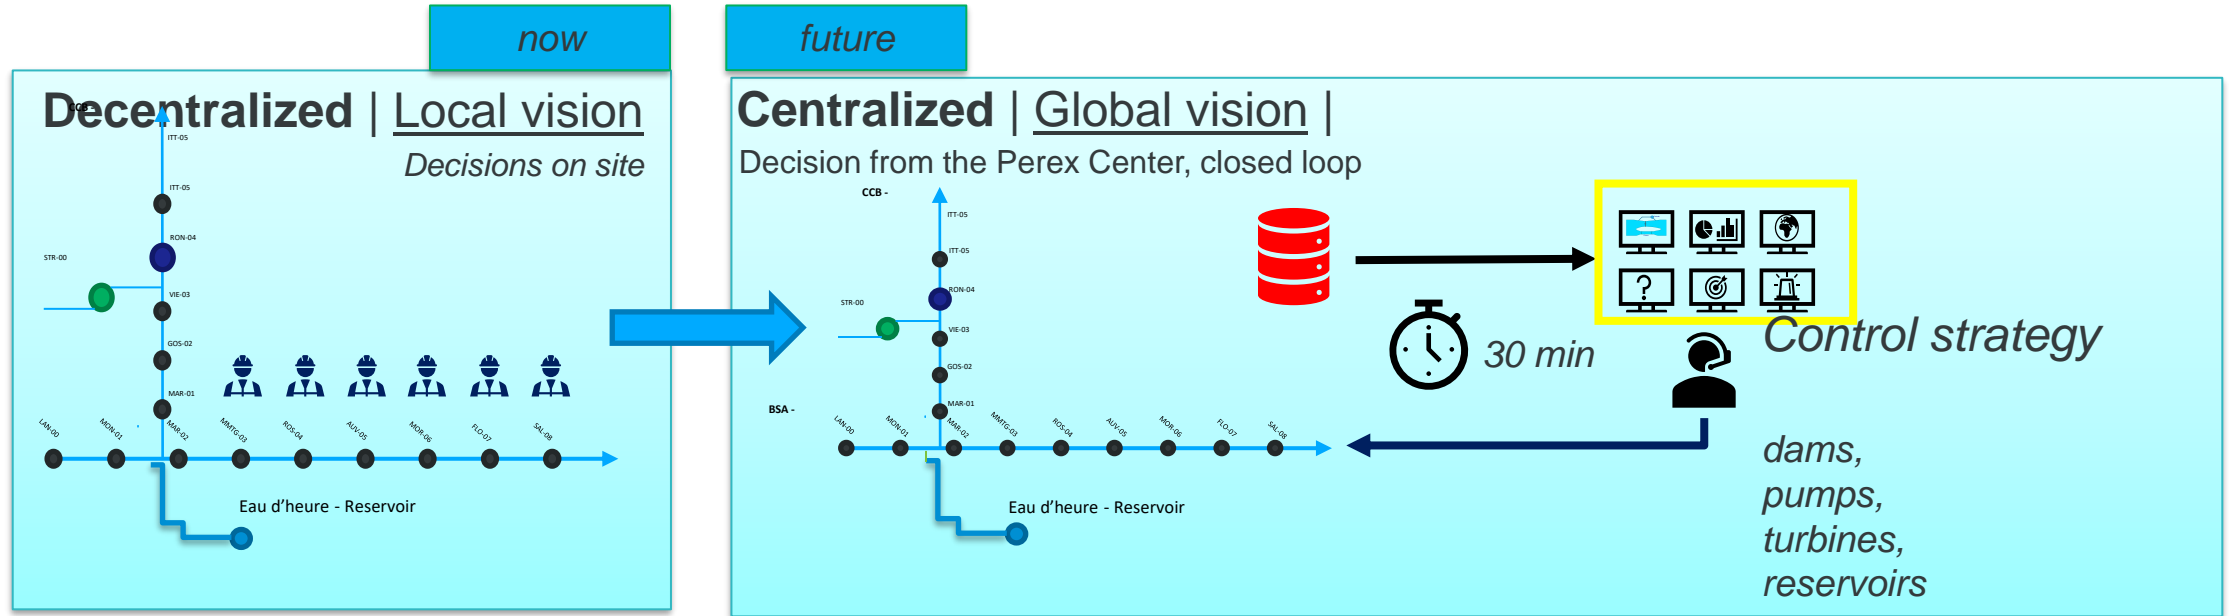 now
Decentralized | Local vision
Decisions on site
CCB -
ITT-05
ITT-05
RON-04
STR-00
VIE-03
GOS-02
MAR-01
LAN-00
MON-01
MAR-02
MMTG-03
ROS-04
AUV-05
MOR-06
FLO-07
SAL-08
Eau d'heure - Reservoir
future
Centralized | Global vision |
Decision from the Perex Center, closed loop
CCB -
ITT-05
ITT-05
RON-04
STR-00
VIE-03
GOS-02
MAR-01
BSA -
LAN-00
MON-01
MAR-02
MMTG-03
ROS-04
AUV-05
MOR-06
FLO-07
SAL-08
Eau d'heure - Reservoir
30 min
?
Control strategy
dams,
pumps,
turbines,
reservoirs